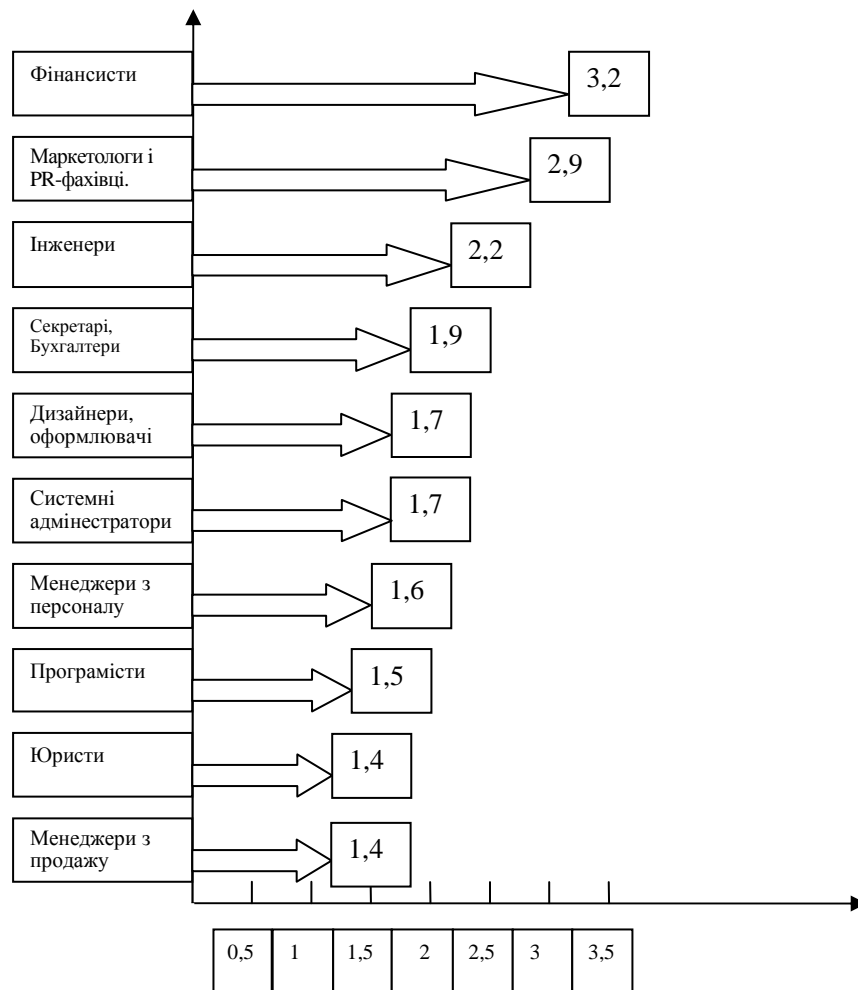 Фінансисти
3,2
Маркетологи і
PR-фахівці.
2,9
Інженери
2,2
Секретарі,
Бухгалтери
1,9
Дизайнери,
оформлювачі
1,7
Системні
адмінестратори
1,7
Менеджери з
персоналу
1,6
Програмісти
1,5
Юристи
1,4
Менеджери з
продажу
1,4
0,5 1 1,5 2 2,5 3 3,5